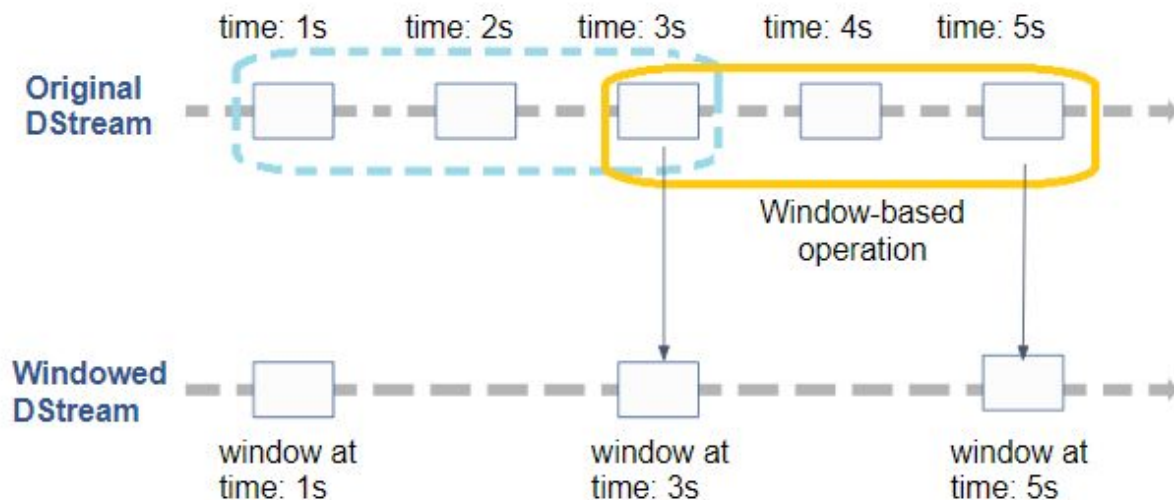 time: 1s time: 2s time: 3s time: 4s time: 5s
Original
DStream
Window-based
operation
Windowed
DStream
window at window at window at
time: 1s time: 3s time: 5s